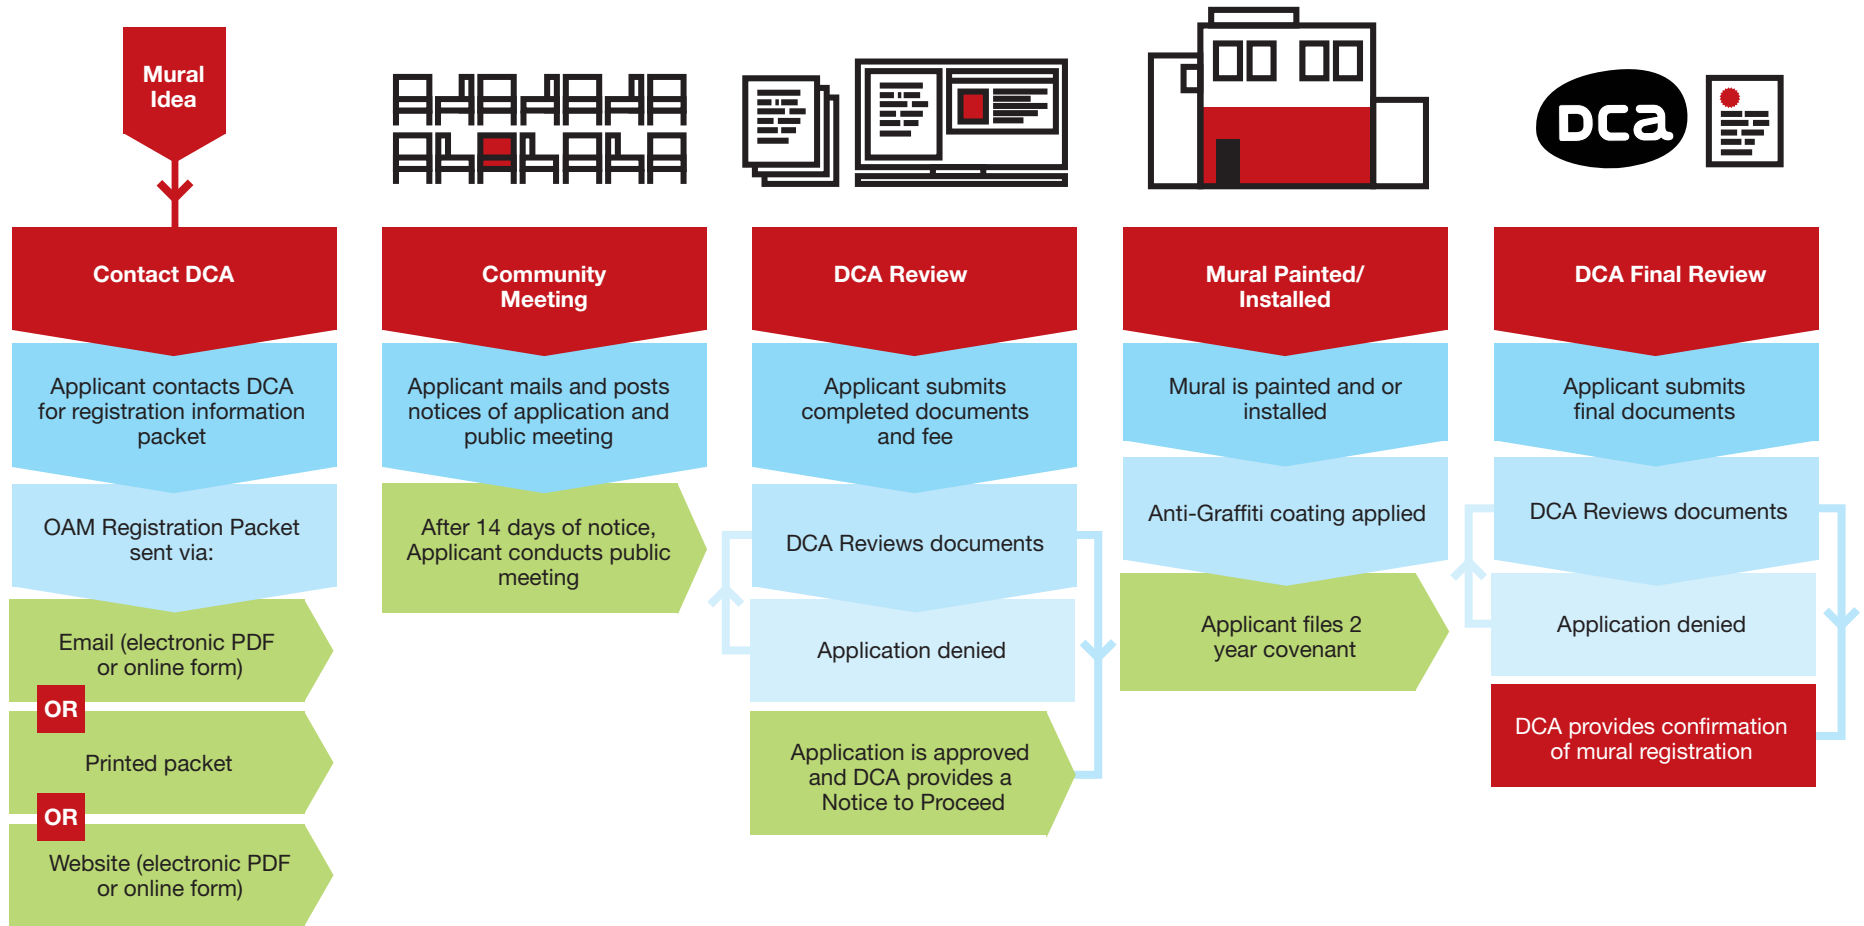 Mural
Idea
Contact DCA
Applicant contacts DCA
for registration information
packet
OAM Registration Packet
sent via:
Email (electronic PDF
or online form)
OR
Printed packet
OR
Website (electronic PDF
or online form)
Community
Meeting
Applicant mails and posts
notices of application and
public meeting
After 14 days of notice,
Applicant conducts public
meeting
DCA Review
Applicant submits
completed documents
and fee
DCA Reviews documents
Application denied
Application is approved
and DCA provides a
Notice to Proceed
Mural Painted/
Installed
Mural is painted and or
installed
Anti-Graffiti coating applied
Applicant files 2
year covenant
DCa
DCA Final Review
Applicant submits
final documents
DCA Reviews documents
Application denied
DCA provides confirmation
of mural registration